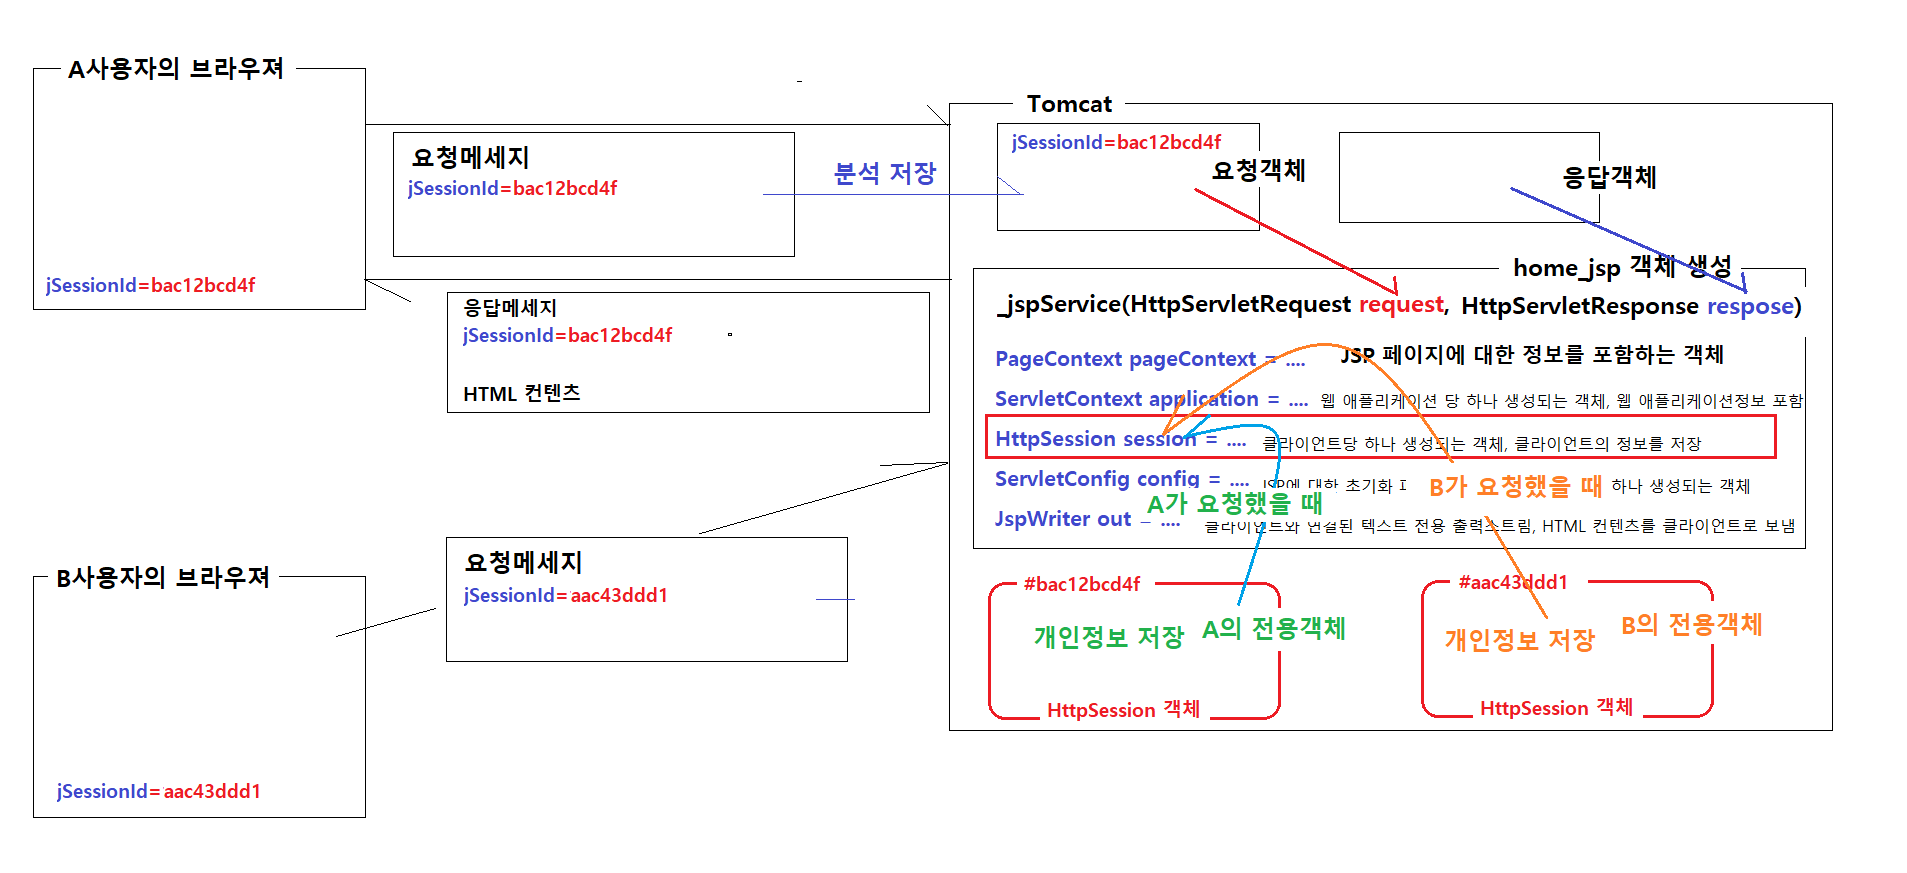 A사용자의 브라우져
jSessionId=bac12bcd4f
요청메세지
jSessionId=bac12bcd4f
분석 저장
응답메세지
jSessionId=bac12bcd4f
HTML 컨텐츠
Tomcat
jSessionId=bac12bcd4f
요청객체
응답객체
home_jsp 객체 생성
_jspService(HttpServletRequest request, HttpServletResponse respose)
PageContext pageContext = .... JSP 페이지에 대한 정보를 포함하는 객체
ServletContext application = .... 웹 애플리케이션 당 하나 생성되는 객체, 웹 애플리케이션정보 포함
HttpSession session = .... 클라이언트당 하나 생성되는 객체, 클라이언트의 정보를 저장
ServletConfig config = .... JSP에 대한 초기화 하나 생성되는 객체
A가 요청했을 때
B가 요청했을 때
JspWriter out = .... 클라이언트와 연결된 텍스트 전용 출력스트림, HTML 컨텐츠를 클라이언트로 보냄
#bac12bcd4f
개인정보 저장
A의 전용객체
HttpSession 객체
#aac43ddd1
개인정보 저장
B의 전용객체
HttpSession 객체
B사용자의 브라우져
jSessionId=aac43ddd1
요청메세지
jSessionId=aac43ddd1